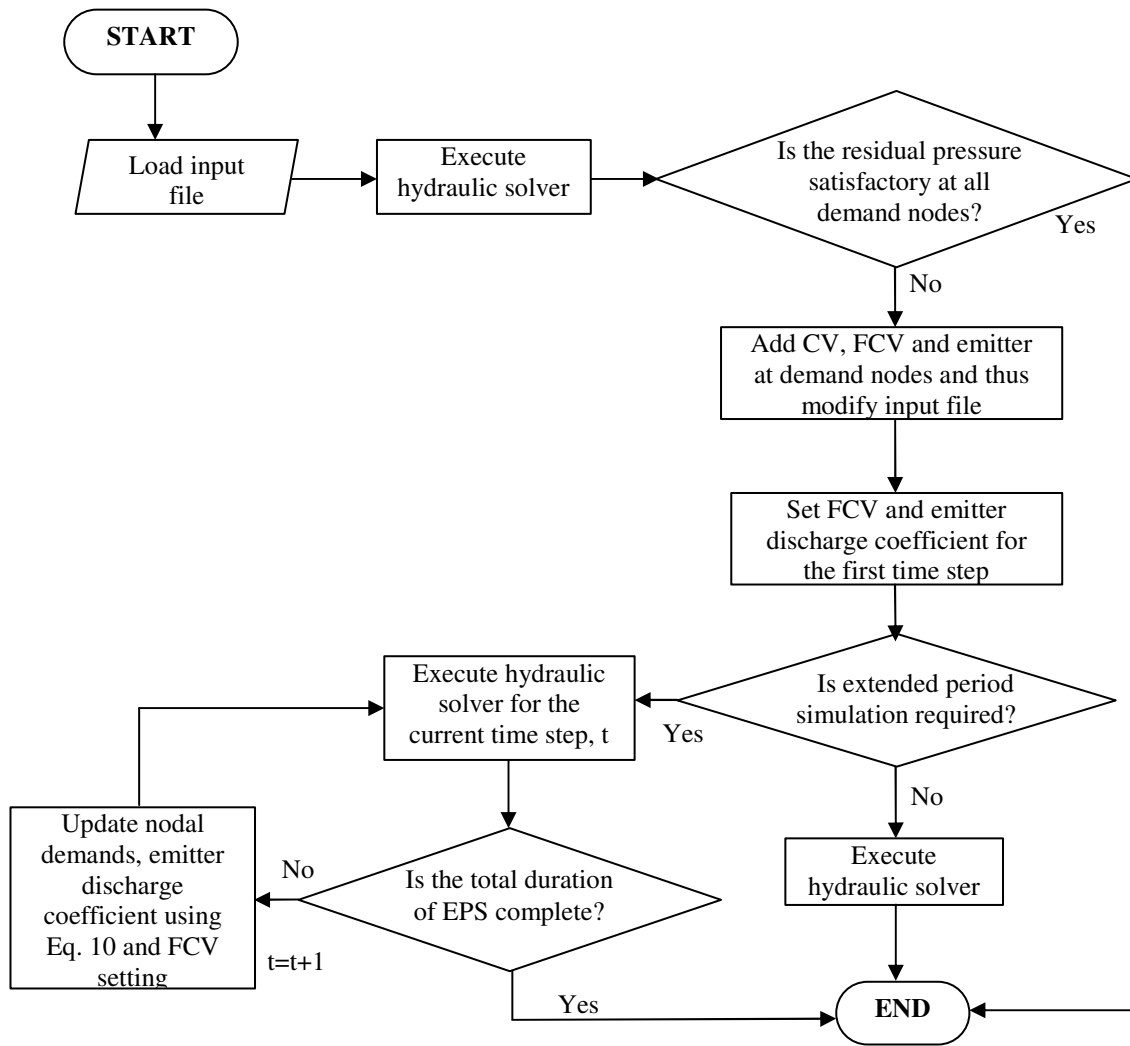 START
Load input
file
Execute
hydraulic solver
Is the residual pressure
satisfactory at all
demand nodes?
Yes
No
Add CV, FCV and emitter
at demand nodes and thus
modify input file
Set FCV and emitter
discharge coefficient for
the first time step
Is extended period
simulation required?
Yes
No
Execute hydraulic
solver for the
current time step, t
Update nodal
demands, emitter
discharge
coefficient using
Eq. 10 and FCV
setting
No
t=t+1
Is the total duration
of EPS complete?
Yes
Execute
hydraulic solver
END